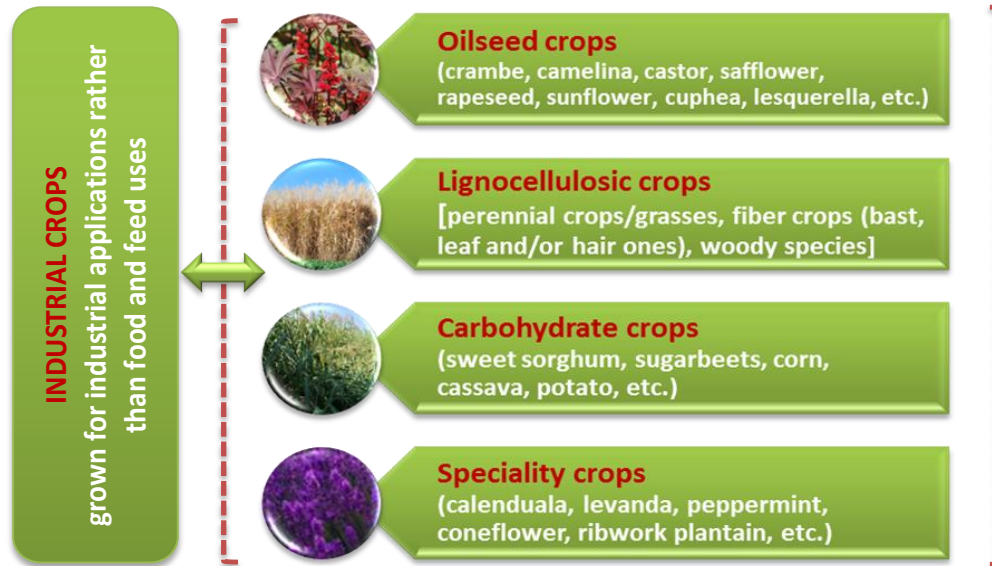 INDUSTRIAL CROPS
grown for industrial applications rather
than food and feed uses
Oilseed crops
(crambe, camelina, castor, safflower,
rapeseed, sunflower, cuphea, lesquerella, etc.)
Lignocellulosic crops
[perennial crops/grasses, fiber crops (bast,
leaf and/or hair ones), woody species]
Carbohydrate crops
(sweet sorghum, sugarbeets, corn,
cassava, potato, etc.)
Speciality crops
(calenduala, levanda, peppermint,
coneflower, ribwork plantain, etc.)